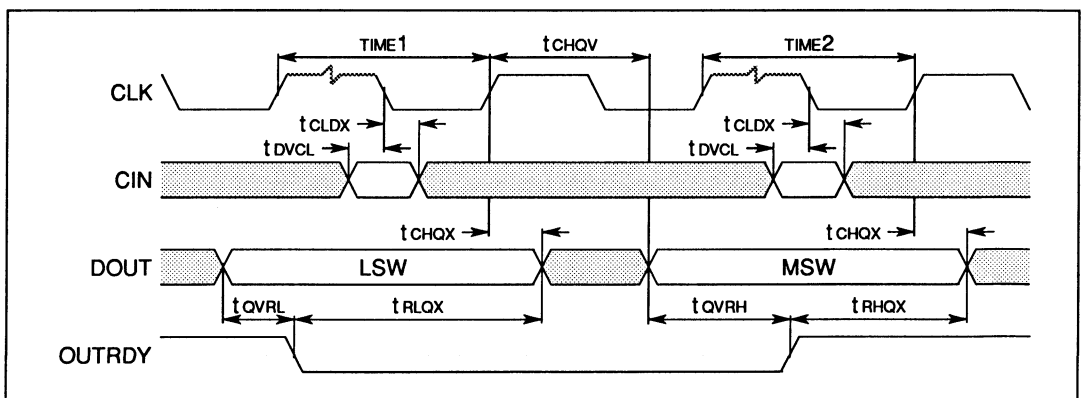 TIME1 tCHQV TIME2
CLK
tCLDX tCLDX
tDVCL tDVCL
CIN
tCHQX tCHQX
DOUT LSW MSW
tQVRL tRLQX tQVRH tRHQX
OUTRDY